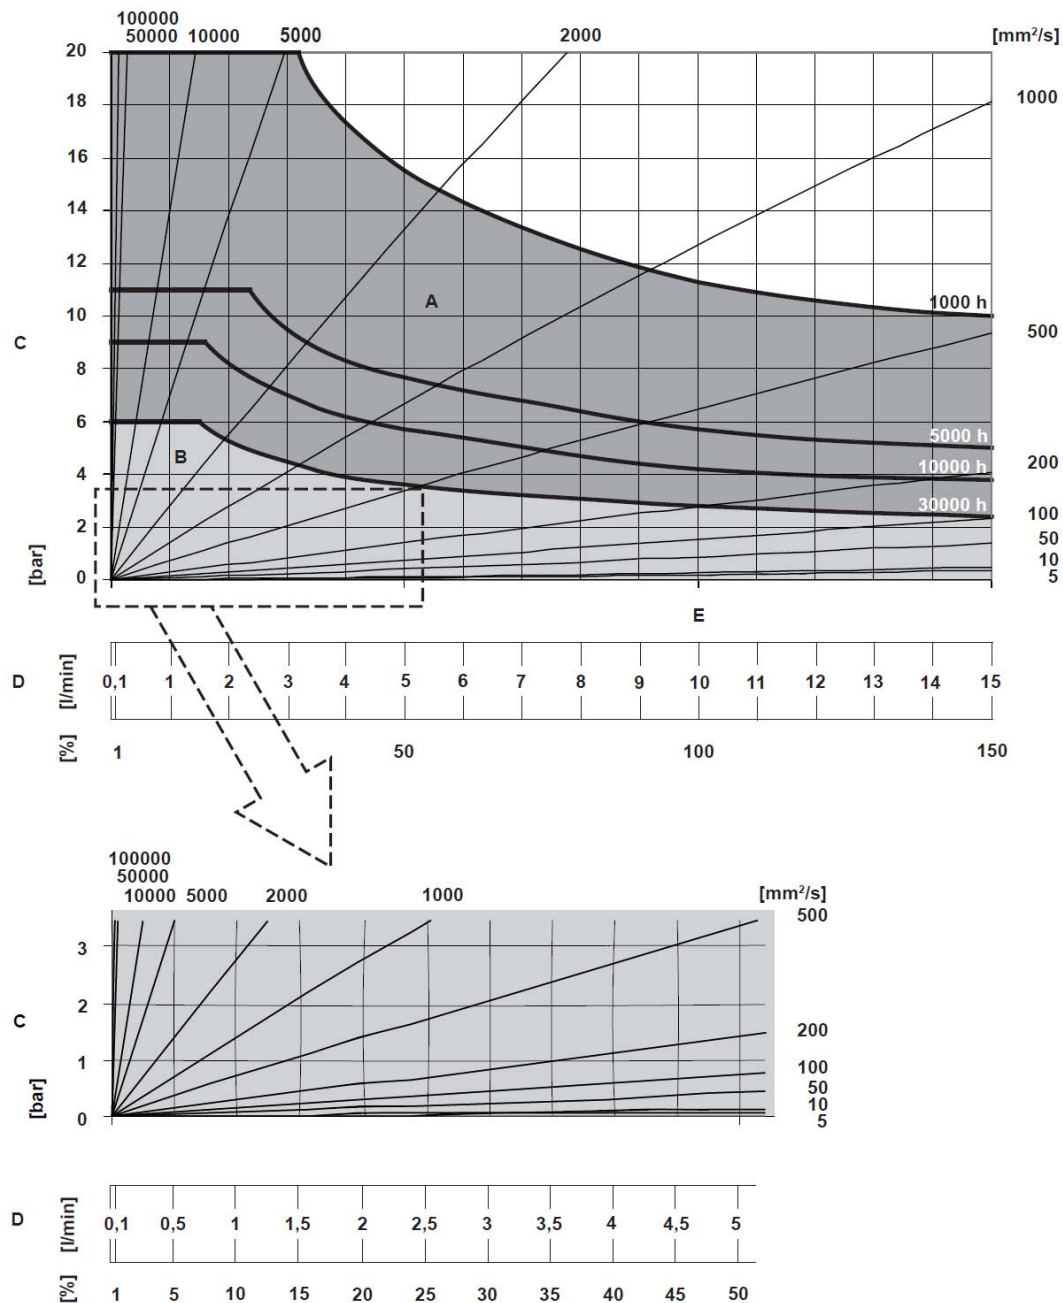 100000
50000 10000 5000 2000 [mm²/s]
20
18 1000
16
14
12
A
10 1000 h
C 500
8
6
5000 h
B
4 10000 h 200
30000 h
100
2 50
[bar] 10
0 5
E
D [l/min] 0,1 1 2 3 4 5 6 7 8 9 10 11 12 13 14 15
[%] 1 50 100 150
100000
50000
10000 5000 2000 1000 [mm²/s]
500
3
2
C 200
1 100
50
[bar] 10
0 5
D [l/min] 0,1 0,5 1 1,5 2 2,5 3 3,5 4 4,5 5
[%] 1 5 10 15 20 25 30 35 40 45 50